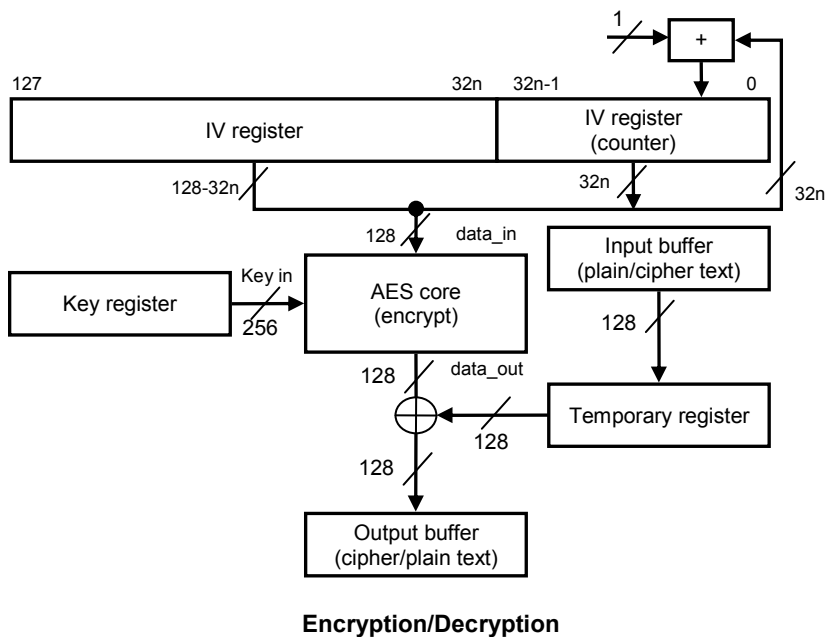 1
+
127
32n
32n-1
0
IV register
IV register
(counter)
128-32n
32n
32n
128
data_in
Input buffer
(plain/cipher text)
Key register
Key in
256
AES core
(encrypt)
128
128
data_out
Temporary register
128
128
Output buffer
(cipher/plain text)
Encryption/Decryption